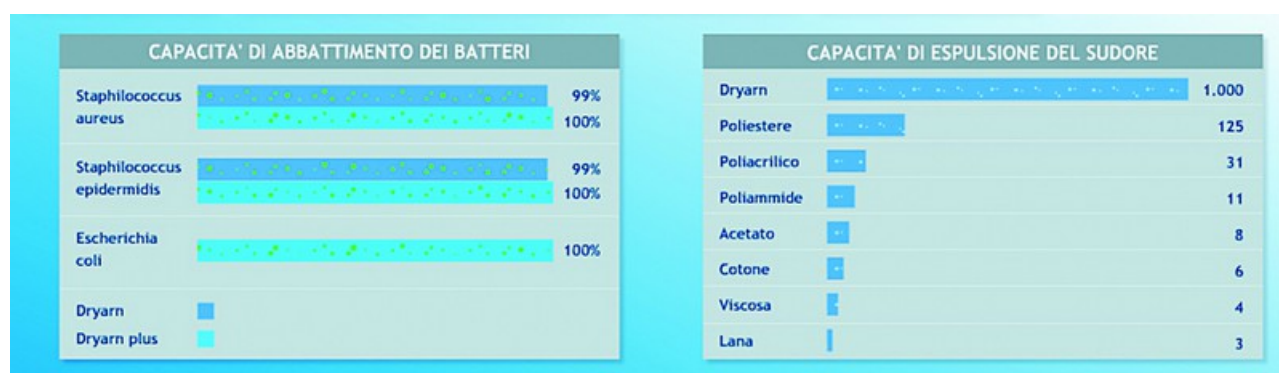 CAPACITA' DI ABBATTIMENTO DEI BATTERI
Staphilococcus 99%
aureus 100%
Staphilococcus 99%
epidermidis 100%
Escherichia
coli 100%
Dryarn
Dryarn plus
CAPACITA' DI ESPULSIONE DEL SUDORE
Dryarn 1.000
Poliestere 125
Poliacrilico 31
Poliammide 11
Acetato 8
Cotone 6
Viscosa 4
Lana 3